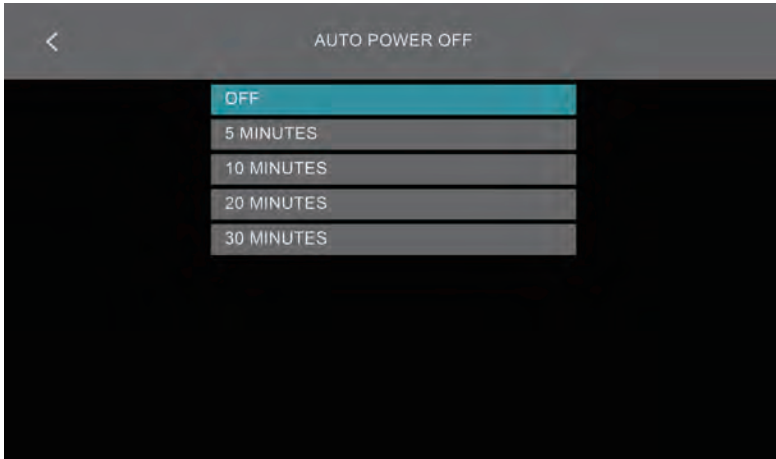 AUTO POWER OFF
OFF
5 MINUTES
10 MINUTES
20 MINUTES
30 MINUTES